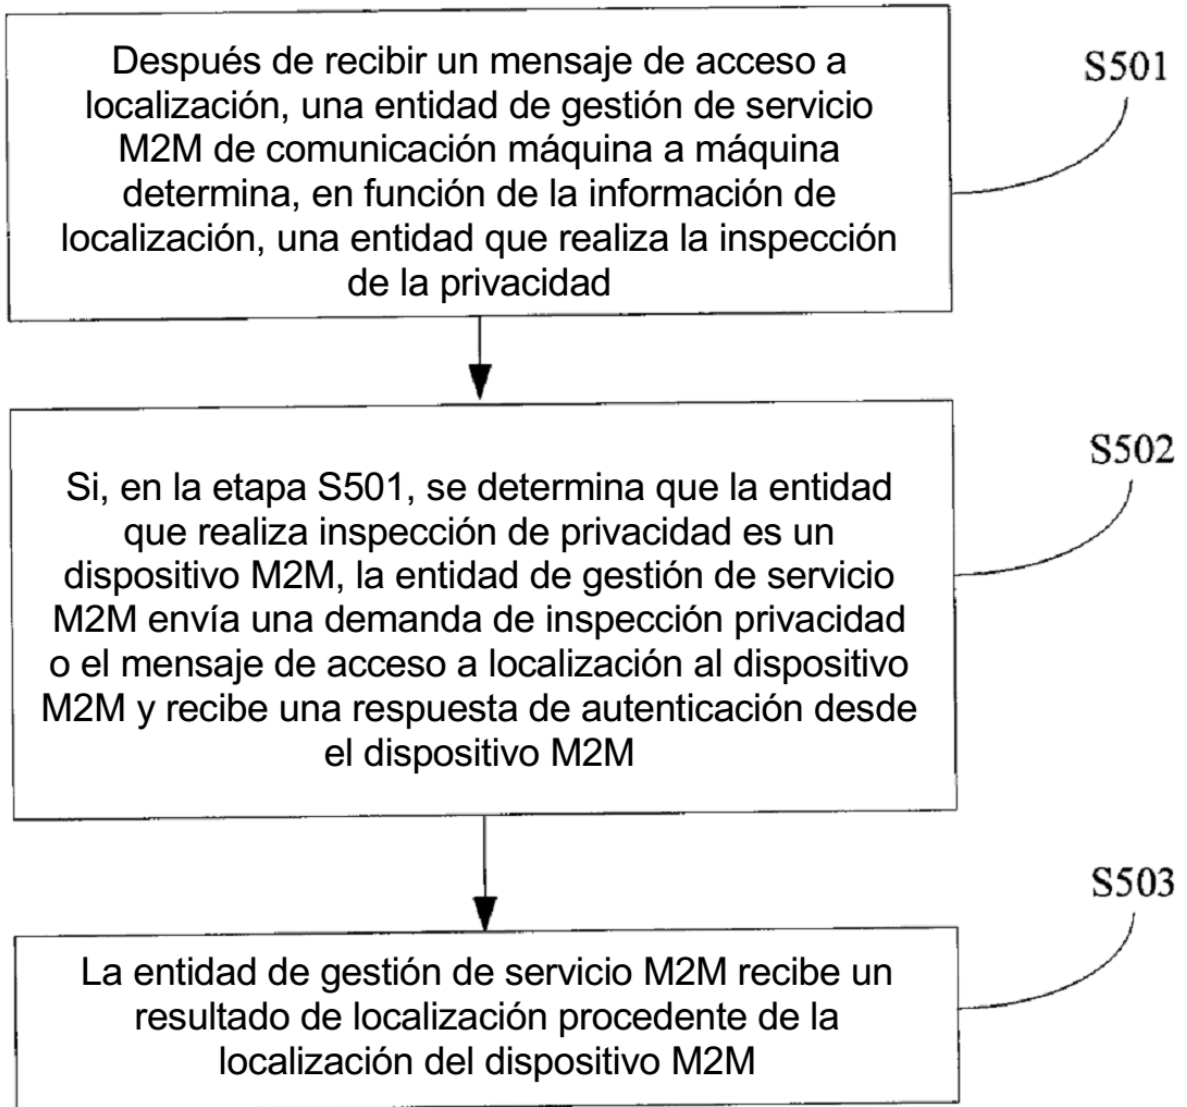 Después de recibir un mensaje de acceso a
localización, una entidad de gestión de servicio
M2M de comunicación máquina a máquina
determina, en función de la información de
localización, una entidad que realiza la inspección
de la privacidad
S501
Si, en la etapa S501, se determina que la entidad
que realiza inspección de privacidad es un
dispositivo M2M, la entidad de gestión de servicio
M2M envía una demanda de inspección privacidad
o el mensaje de acceso a localización al dispositivo
M2M y recibe una respuesta de autenticación desde
el dispositivo M2M
S502
La entidad de gestión de servicio M2M recibe un
resultado de localización procedente de la
localización del dispositivo M2M
S503